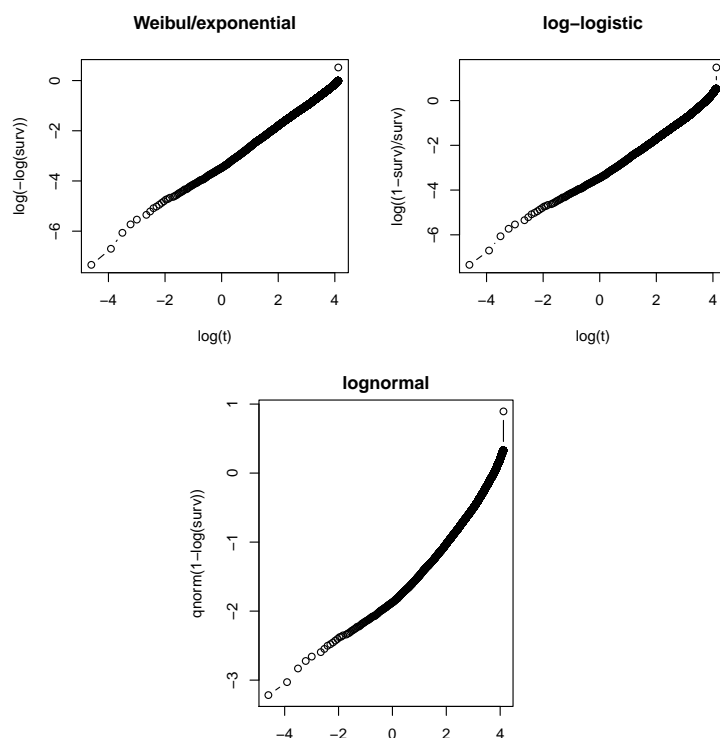 Weibul/exponential
log(−log(surv))
0
−2
−4
−6
−4 −2 0 2 4
log(t)
log−logistic
log((1−surv)/surv)
0
−2
−4
−6
−4 −2 0 2 4
log(t)
lognormal
qnorm(1−log(surv))
1
0
−1
−2
−3
−4 −2 0 2 4